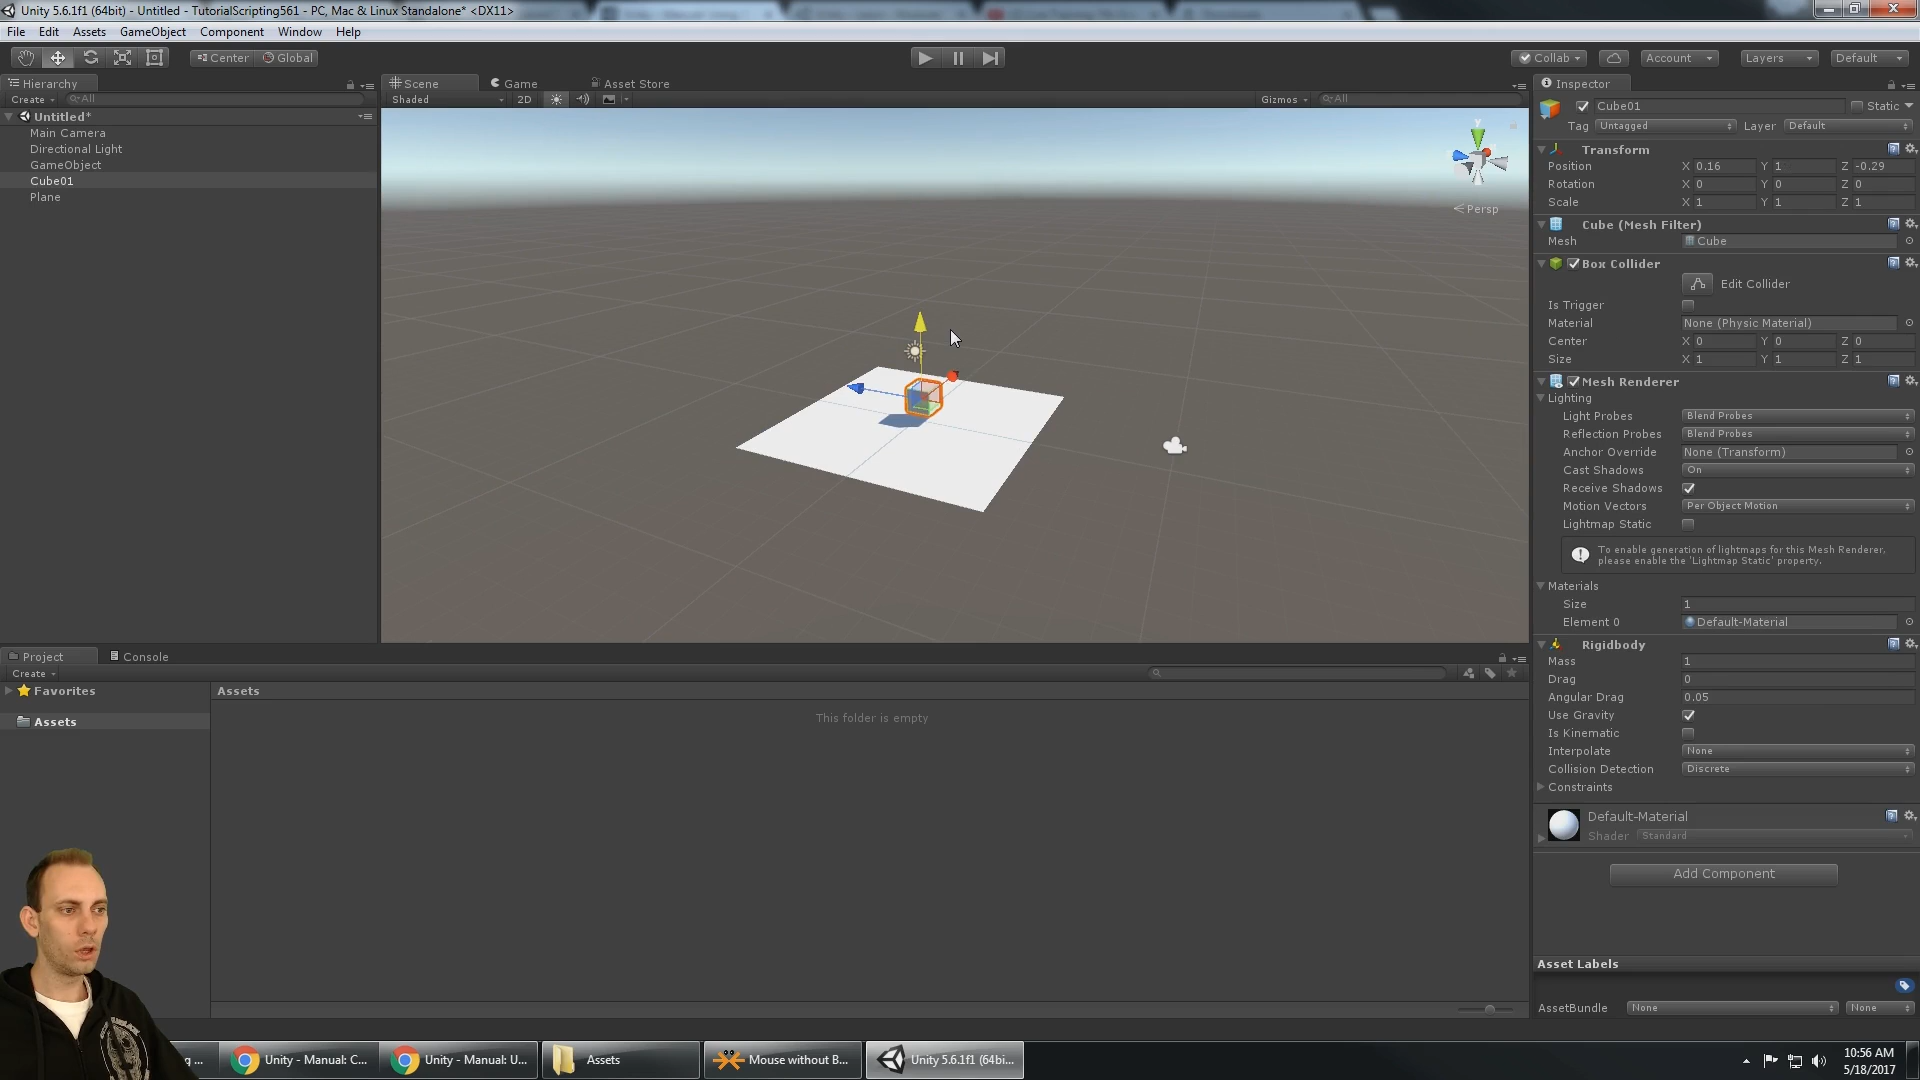 Unity 5.6.1f1 (64bit) - Untitled - TutorialScripting561 - PC, Mac & Linux Standalone* <DX11>
File Edit Assets GameObject Component Window Help
Center Global Collab Account Layers Default
Hierarchy
Create All
Untitled*
Main Camera
Directional Light
GameObject
Cube01
Plane
Scene Game Asset Store
Shaded 2D Gizmos All
y
Persp
Inspector
Cube01 Static
Tag Untagged Layer Default
Transform
Position X 0.16 Y 1 Z -0.29
Rotation X 0 Y 0 Z 0
Scale X 1 Y 1 Z 1
Cube (Mesh Filter)
Mesh Cube
Box Collider
Edit Collider
Is Trigger
Material None (Physic Material)
Center X 0 Y 0 Z 0
Size X 1 Y 1 Z 1
Mesh Renderer
Lighting
Light Probes Blend Probes
Reflection Probes Blend Probes
Anchor Override None (Transform)
Cast Shadows On
Receive Shadows
Motion Vectors Per Object Motion
Lightmap Static
To enable generation of lightmaps for this Mesh Renderer,
please enable the 'Lightmap Static' property.
Materials
Size 1
Element 0 Default-Material
Rigidbody
Mass 1
Drag 0
Angular Drag 0.05
Use Gravity
Is Kinematic
Interpolate None
Collision Detection Discrete
Constraints
Default-Material
Shader Standard
Add Component
Asset Labels
AssetBundle None None
Project Console
Create
Favorites
Assets
Assets
This folder is empty
g ... Unity - Manual: C... Unity - Manual: U... Assets Mouse without B... Unity 5.6.1f1 (64bi...
10:56 AM
5/18/2017